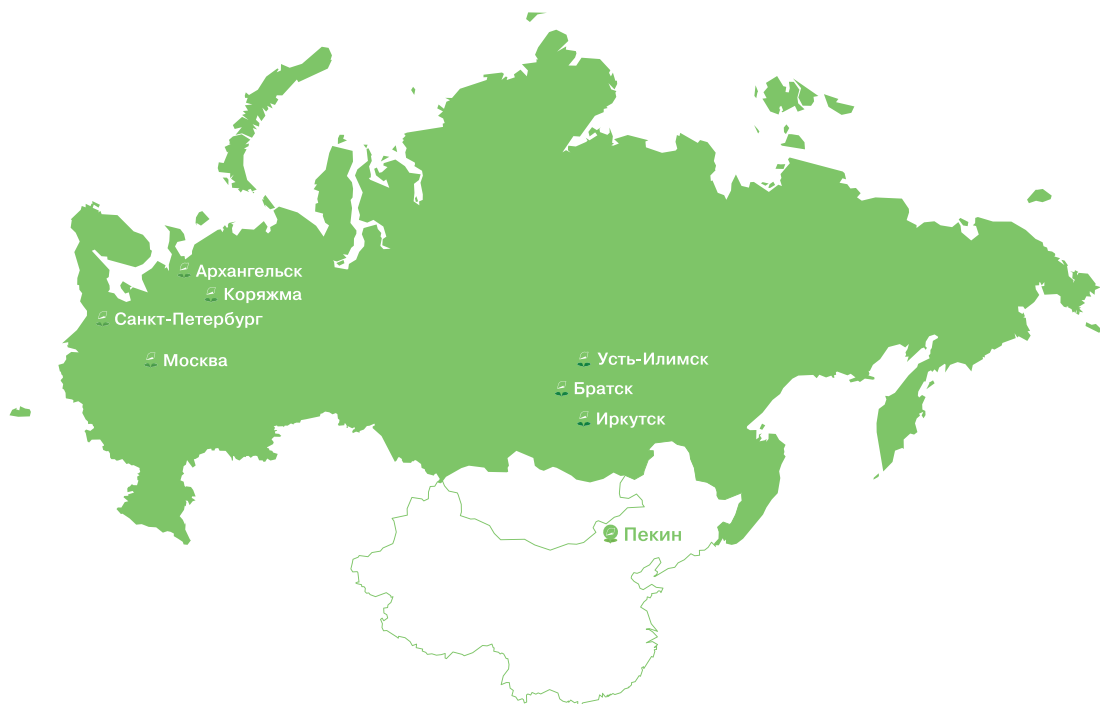 Архангельск
Коряжма
Санкт-Петербург
Москва
Усть-Илимск
Братск
Иркутск
Пекин